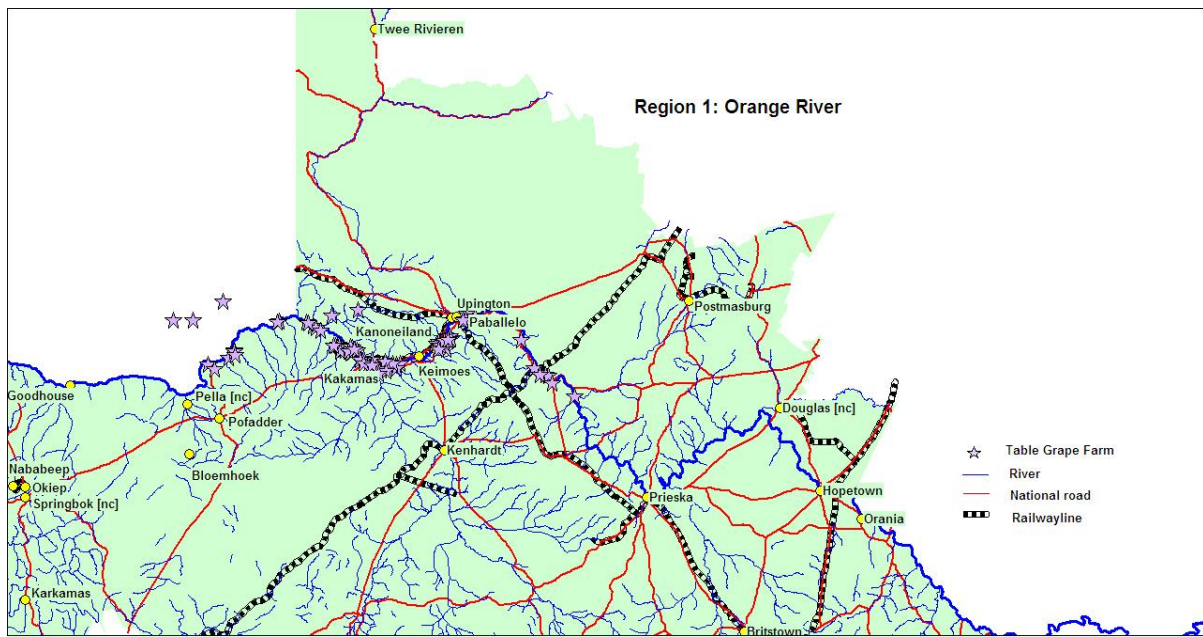 Twee Rivieren
Region 1: Orange River
Upington
Postmasburg
Paballelo
Kanoneiland
Keimoes
Kakamas
Goodhouse
Pella [nc]
Douglas [nc]
Pofadder
Kenhardt
Bloemhoek
Table Grape Farm
Nababeep
River
Okiep
Hopetown
Prieska
National road
Springbok [nc]
Orania
Railwayline
Karkamas
Britstown